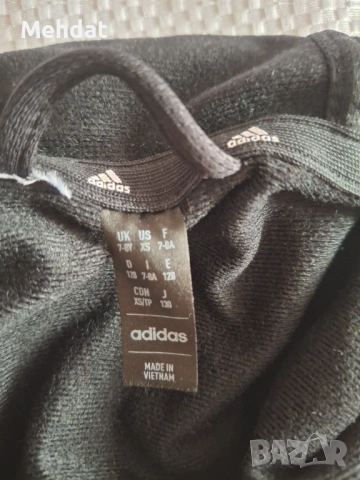 Mehdat
adidas
adidas
UK US F
7-8Y XS 7-8A
D I E
128 7-8A 128
CDN J
XS/TP 130
adidas
MADE IN
VIETNAM
BAZAR